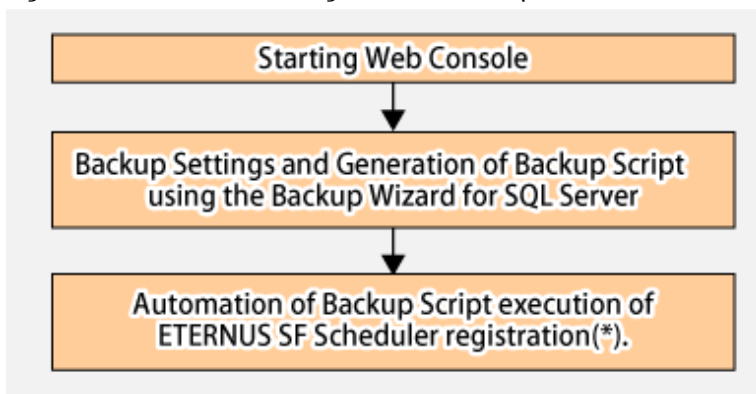 Starting Web Console
Backup Settings and Generation of Backup Script
using the Backup Wizard for SQL Server
Automation of Backup Script execution of
ETERNUS SF Scheduler registration(*).